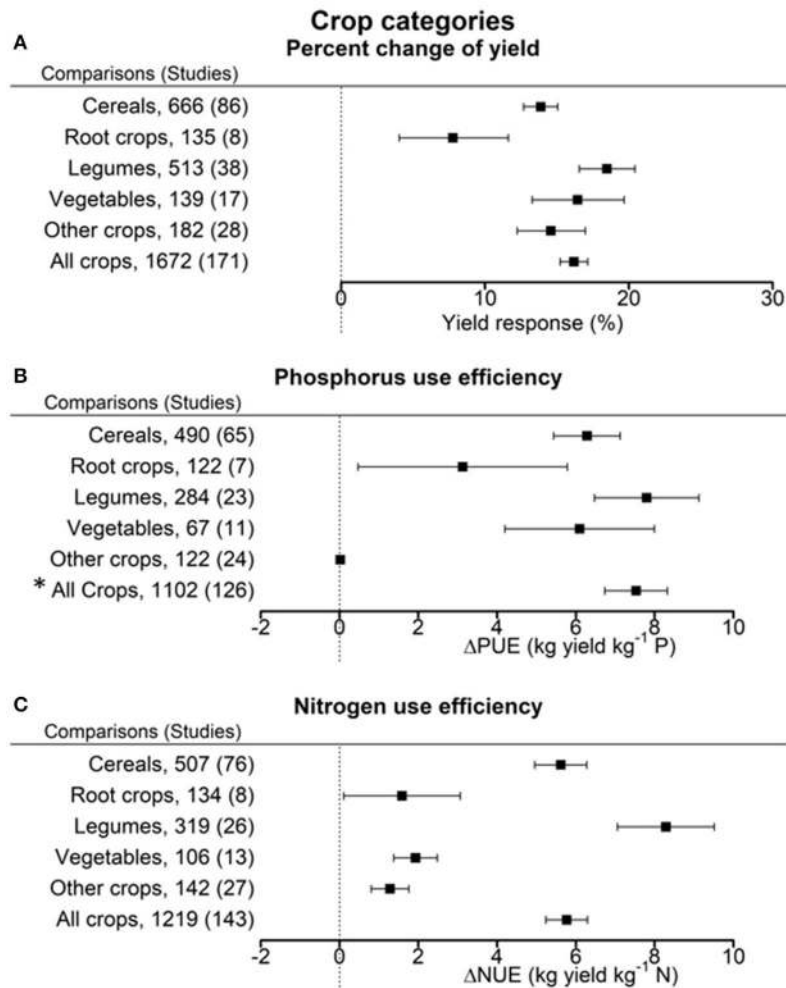 Crop categories
A
Percent change of yield
Comparisons (Studies)
Cereals, 666 (86)
Root crops, 135 (8)
Legumes, 513 (38)
Vegetables, 139 (17)
Other crops, 182 (28)
All crops, 1672 (171)
0 10 20 30
Yield response (%)
B
Phosphorus use efficiency
Comparisons (Studies)
Cereals, 490 (65)
Root crops, 122 (7)
Legumes, 284 (23)
Vegetables, 67 (11)
Other crops, 122 (24)
* All Crops, 1102 (126)
-2 0 2 4 6 8 10
ΔPUE (kg yield kg⁻¹ P)
C
Nitrogen use efficiency
Comparisons (Studies)
Cereals, 507 (76)
Root crops, 134 (8)
Legumes, 319 (26)
Vegetables, 106 (13)
Other crops, 142 (27)
All crops, 1219 (143)
-2 0 2 4 6 8 10
ΔNUE (kg yield kg⁻¹ N)